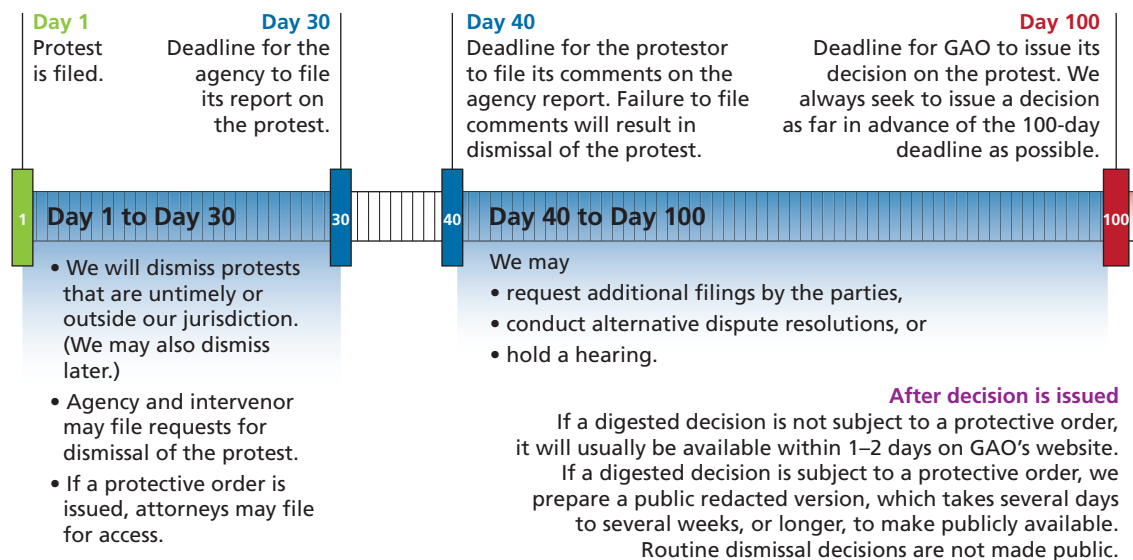 Day 1
Protest
is filed.
Day 30
Deadline for the
agency to file
its report on
the protest.
Day 40
Deadline for the protestor
to file its comments on the
agency report. Failure to file
comments will result in
dismissal of the protest.
Day 100
Deadline for GAO to issue its
decision on the protest. We
always seek to issue a decision
as far in advance of the 100-day
deadline as possible.
1
Day 1 to Day 30
30
40
Day 40 to Day 100
100
• We will dismiss protests
that are untimely or
outside our jurisdiction.
(We may also dismiss
later.)
• Agency and intervenor
may file requests for
dismissal of the protest.
• If a protective order is
issued, attorneys may file
for access.
We may
• request additional filings by the parties,
• conduct alternative dispute resolutions, or
• hold a hearing.
After decision is issued
If a digested decision is not subject to a protective order,
it will usually be available within 1–2 days on GAO’s website.
If a digested decision is subject to a protective order, we
prepare a public redacted version, which takes several days
to several weeks, or longer, to make publicly available.
Routine dismissal decisions are not made public.